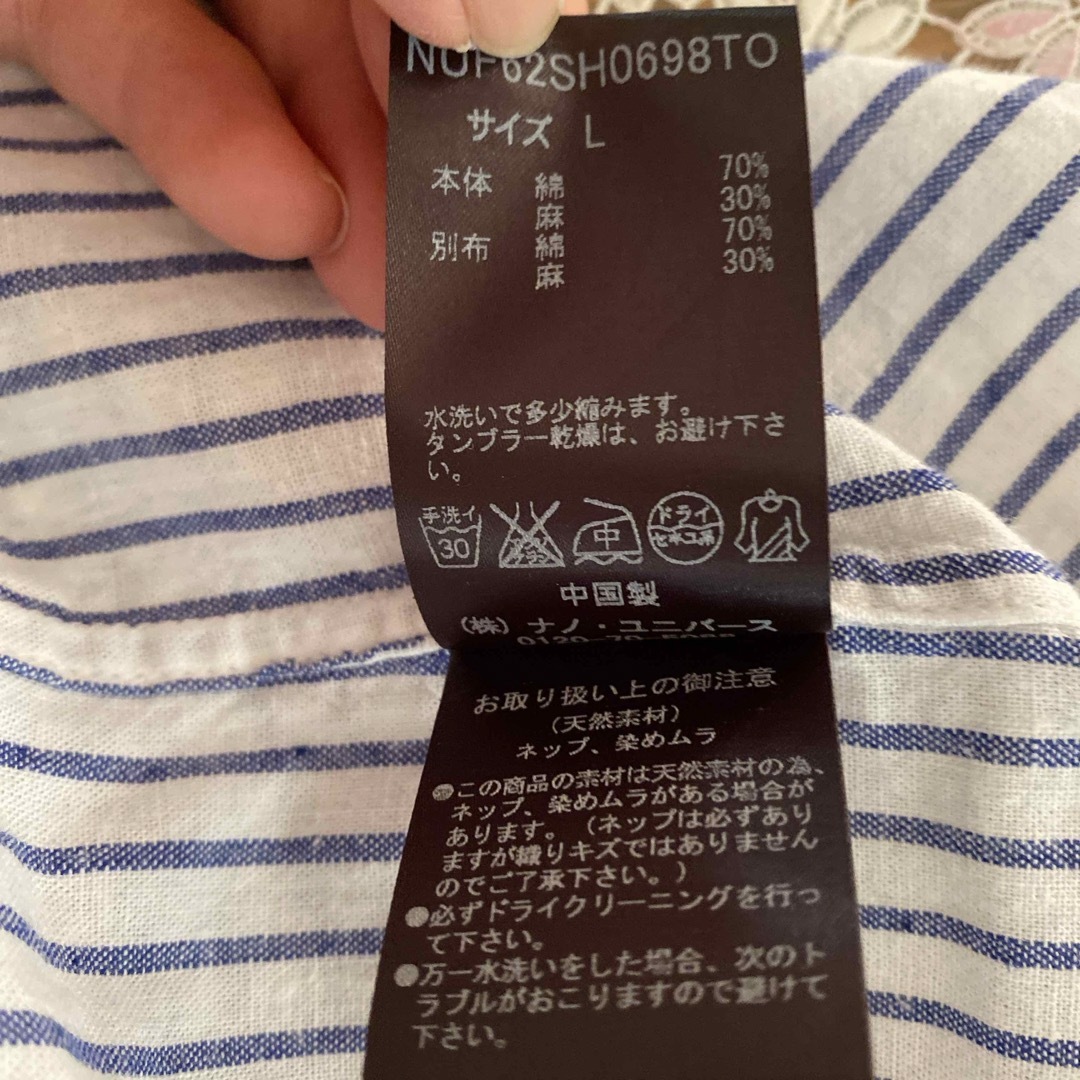 NUF62SH0698TO
サイズ L
本体 綿 70%
麻 30%
別布 綿 70%
麻 30%
水洗いで多少縮みます。
タンブラー乾燥は、お避け下さ
い。
手洗イ 30 中 ドライ セキユ系
中国製
(株) ナノ・ユニバース
お取り扱い上の御注意
(天然素材)
ネップ、染めムラ
●この商品の素材は天然素材の為、
ネップ、染めムラがある場合が
あります。(ネップは必ずあり
ますが織りキズではありません
のでご了承下さい。)
●必ずドライクリーニングを行っ
て下さい。
●万一水洗いをした場合、次のト
ラブルがおこりますので避けて
下さい。